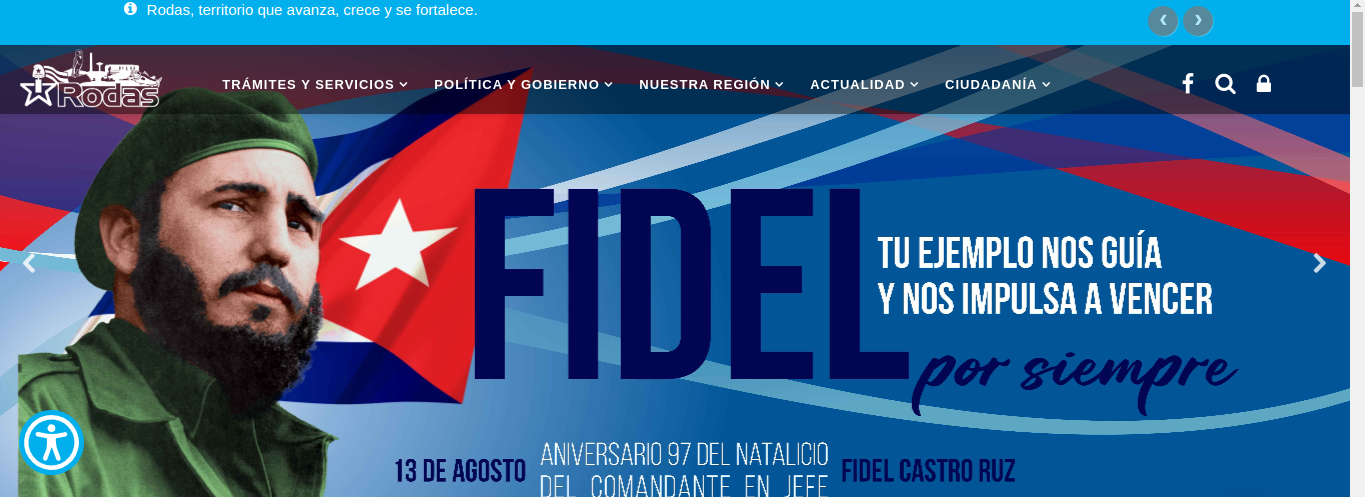 Rodas, territorio que avanza, crece y se fortalece.
Rodas
TRÁMITES Y SERVICIOS POLÍTICA Y GOBIERNO NUESTRA REGIÓN ACTUALIDAD CIUDADANÍA
FIDEL
TU EJEMPLO NOS GUÍA
Y NOS IMPULSA A VENCER
por siempre
13 DE AGOSTO
ANIVERSARIO 97 DEL NATALICIO
DEL COMANDANTE EN JEFE
FIDEL CASTRO RUZ